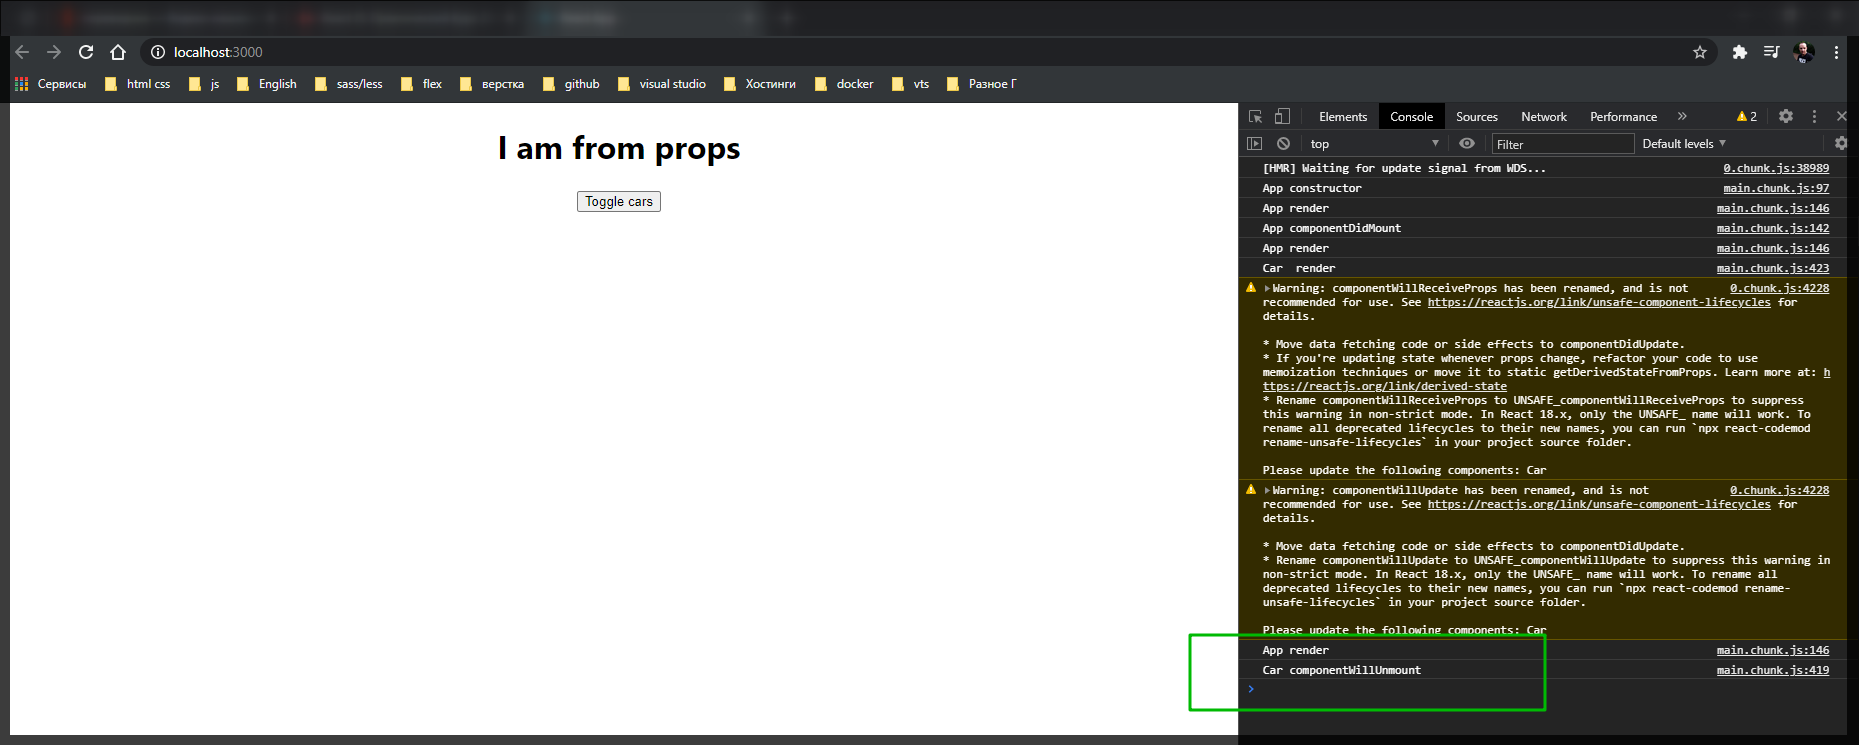 localhost:3000
Сервисы html css js English sass/less flex верстка github visual studio Хостинги docker vts Разное Г
I am from props
Toggle cars
Elements Console Sources Network Performance » 2
top Filter Default levels
[HMR] Waiting for update signal from WDS... 0.chunk.js:38989
App constructor main.chunk.js:97
App render main.chunk.js:146
App componentDidMount main.chunk.js:142
App render main.chunk.js:146
Car render main.chunk.js:423
Warning: componentWillReceiveProps has been renamed, and is not 0.chunk.js:4228
recommended for use. See https://reactjs.org/link/unsafe-component-lifecycles for
details.
* Move data fetching code or side effects to componentDidUpdate.
* If you're updating state whenever props change, refactor your code to use
memoization techniques or move it to static getDerivedStateFromProps. Learn more at: h
ttps://reactjs.org/link/derived-state
* Rename componentWillReceiveProps to UNSAFE_componentWillReceiveProps to suppress
this warning in non-strict mode. In React 18.x, only the UNSAFE_ name will work. To
rename all deprecated lifecycles to their new names, you can run `npx react-codemod
rename-unsafe-lifecycles` in your project source folder.
Please update the following components: Car
Warning: componentWillUpdate has been renamed, and is not 0.chunk.js:4228
recommended for use. See https://reactjs.org/link/unsafe-component-lifecycles for
details.
* Move data fetching code or side effects to componentDidUpdate.
* Rename componentWillUpdate to UNSAFE_componentWillUpdate to suppress this warning in
non-strict mode. In React 18.x, only the UNSAFE_ name will work. To rename all
deprecated lifecycles to their new names, you can run `npx react-codemod rename-
unsafe-lifecycles` in your project source folder.
Please update the following components: Car
App render main.chunk.js:146
Car componentWillUnmount main.chunk.js:419